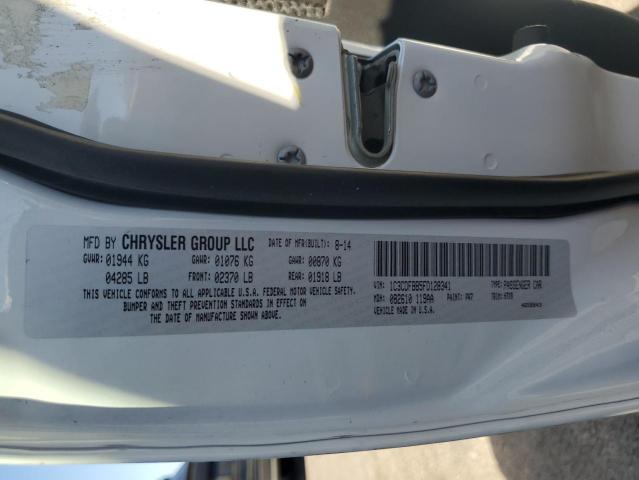 MFD BY CHRYSLER GROUP LLC DATE OF MFR(BUILT): 8-14
GVWR: 01944 KG GAWR: 01076 KG GAWR: 00870 KG
04285 LB FRONT: 02370 LB REAR: 01918 LB
THIS VEHICLE CONFORMS TO ALL APPLICABLE U.S.A. FEDERAL MOTOR VEHICLE SAFETY,
BUMPER AND THEFT PREVENTION STANDARDS IN EFFECT ON
THE DATE OF MANUFACTURE SHOWN ABOVE.
VIN: 1C3CDFBB5FD128341 TYPE: PASSENGER CAR
MDH: 082610 119AA PAINT: PW7 TRIM:
VEHICLE MADE IN U.S.A.